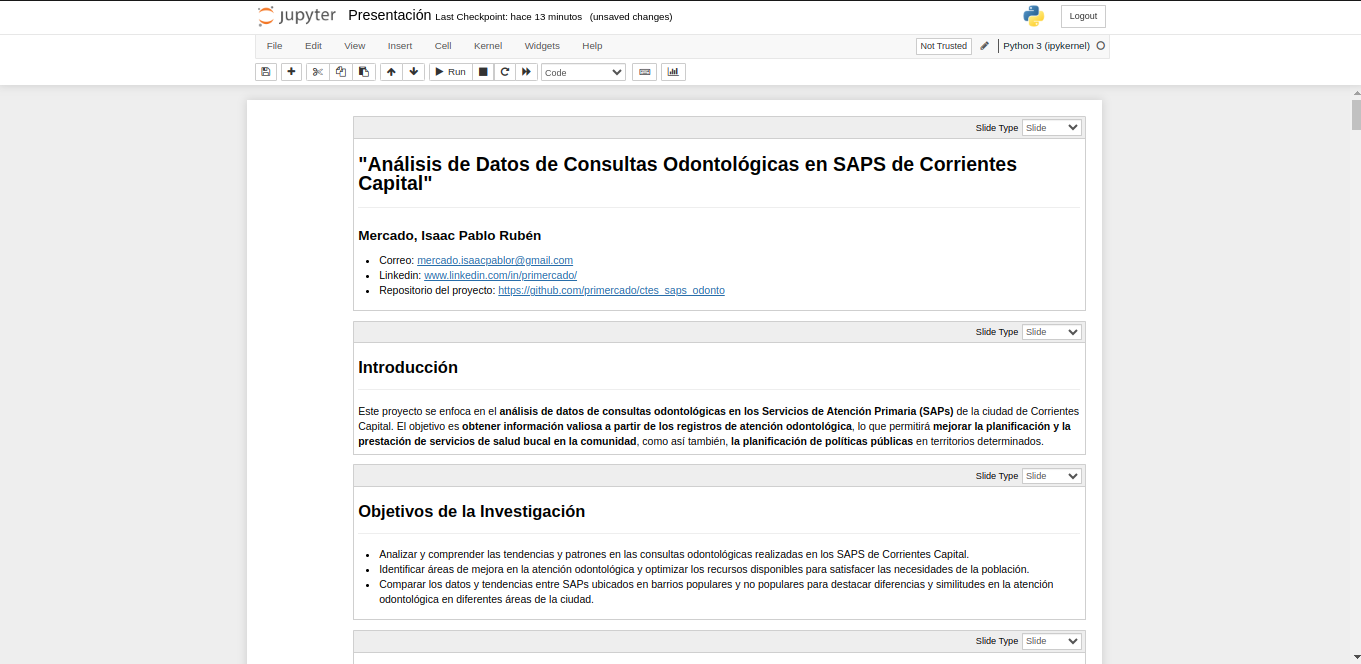 jupyter Presentación Last Checkpoint: hace 13 minutos (unsaved changes) Logout
File Edit View Insert Cell Kernel Widgets Help Not Trusted Python 3 (ipykernel)
Run Code
Slide Type Slide
"Análisis de Datos de Consultas Odontológicas en SAPS de Corrientes
Capital"
Mercado, Isaac Pablo Rubén
Correo: mercado.isaacpablor@gmail.com
Linkedin: www.linkedin.com/in/primercado/
Repositorio del proyecto: https://github.com/primercado/ctes_saps_odonto
Slide Type Slide
Introducción
Este proyecto se enfoca en el análisis de datos de consultas odontológicas en los Servicios de Atención Primaria (SAPs) de la ciudad de Corrientes
Capital. El objetivo es obtener información valiosa a partir de los registros de atención odontológica, lo que permitirá mejorar la planificación y la
prestación de servicios de salud bucal en la comunidad, como así también, la planificación de políticas públicas en territorios determinados.
Slide Type Slide
Objetivos de la Investigación
Analizar y comprender las tendencias y patrones en las consultas odontológicas realizadas en los SAPS de Corrientes Capital.
Identificar áreas de mejora en la atención odontológica y optimizar los recursos disponibles para satisfacer las necesidades de la población.
Comparar los datos y tendencias entre SAPs ubicados en barrios populares y no populares para destacar diferencias y similitudes en la atención
odontológica en diferentes áreas de la ciudad.
Slide Type Slide